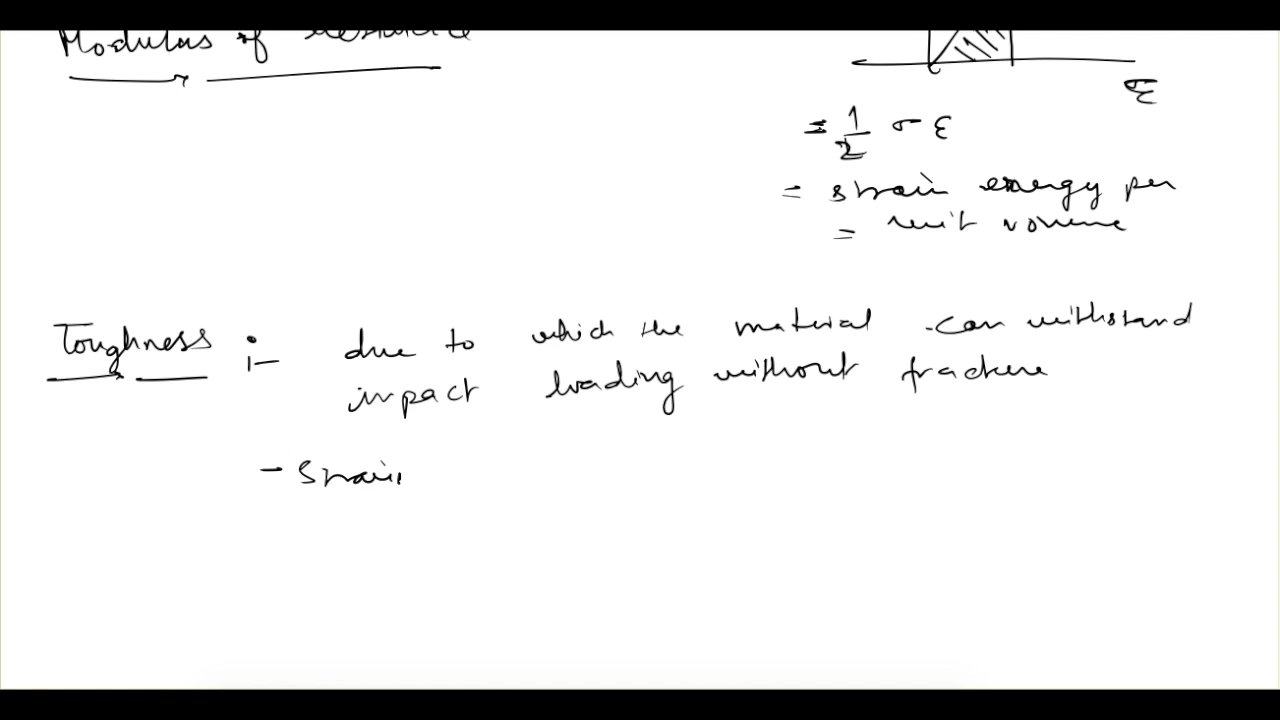 Modulus of
ε
= 1/2 σ ε
= strain energy per
= unit volume
Toughness :- due to which the material can withstand
impact loading without fracture
- Strain